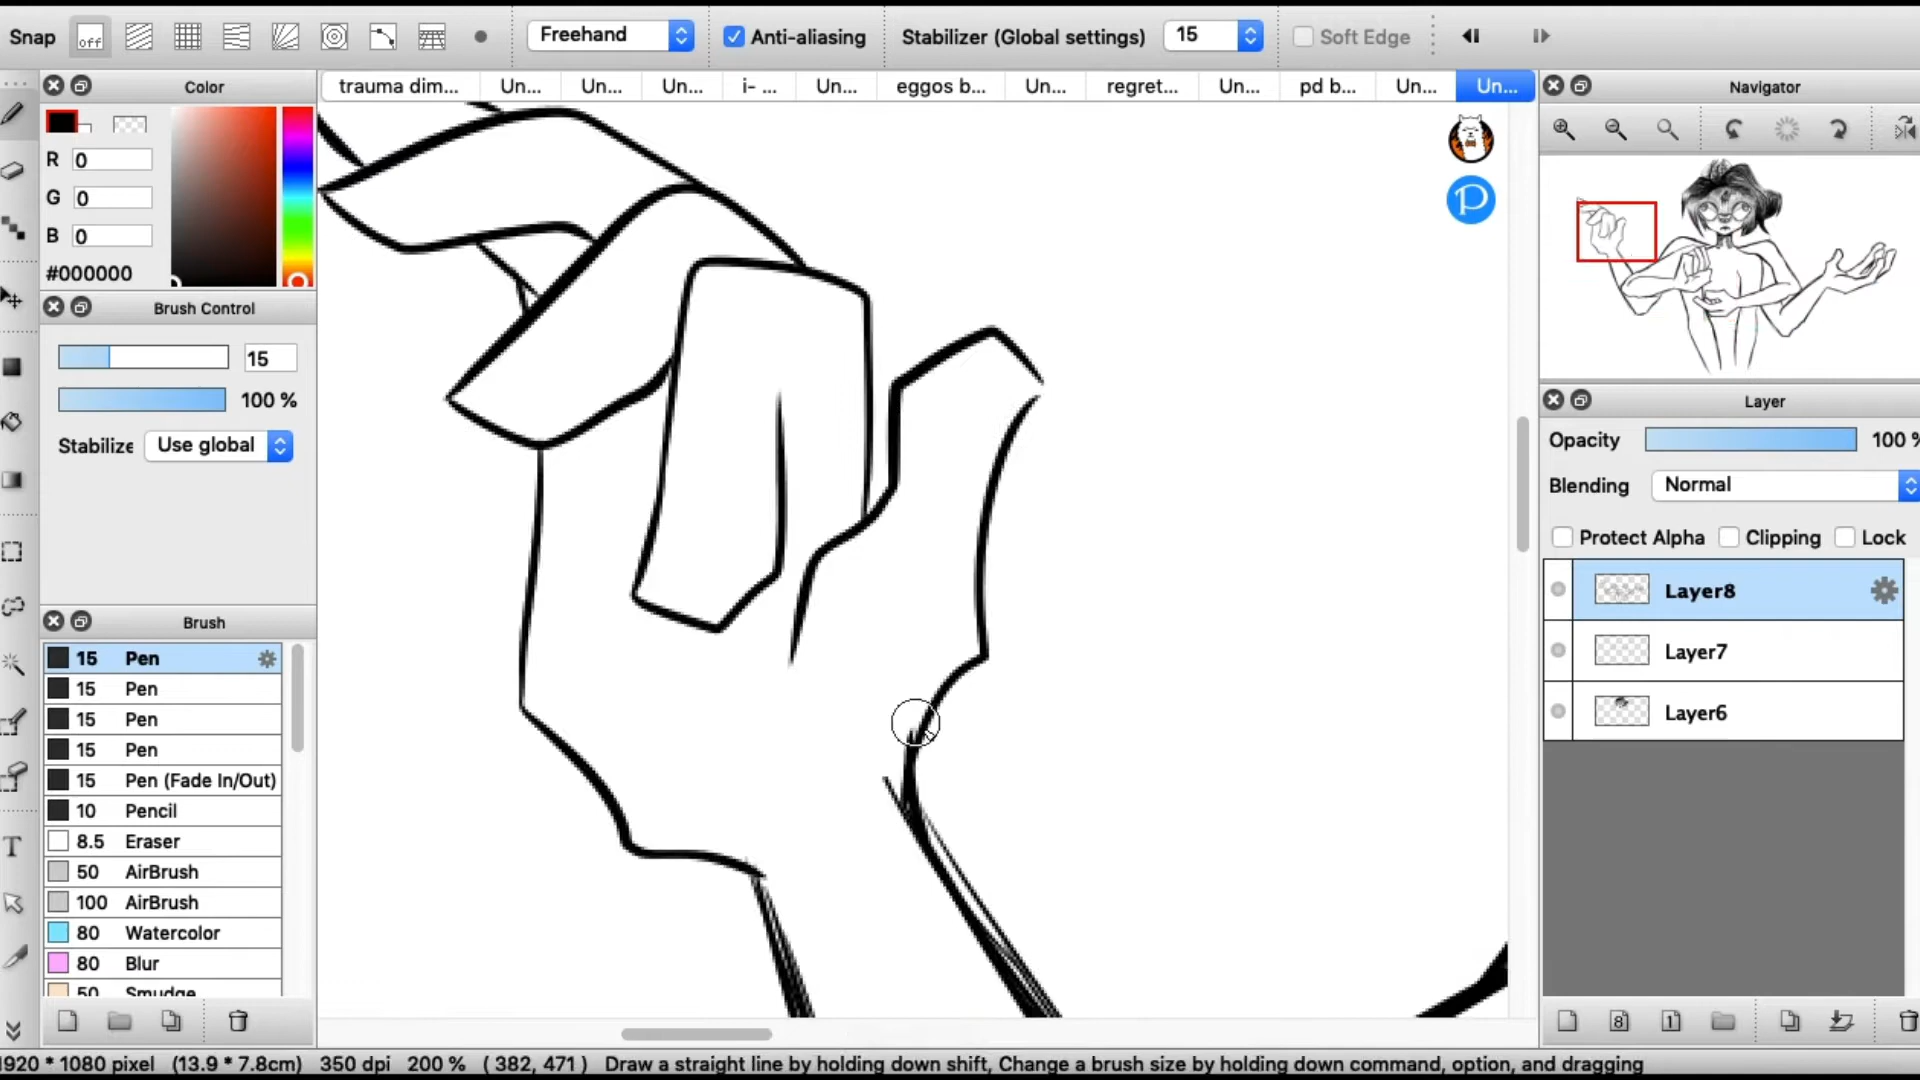 Snap off Freehand Anti-aliasing Stabilizer (Global settings) 15 Soft Edge
Color
trauma dim... Un... Un... Un... i- ... Un... eggos b... Un... regret... Un... pd b... Un... Un...
Navigator
R 0
G 0
B 0
#000000
Brush Control
15
100 %
Stabilize Use global
Brush
15 Pen
15 Pen
15 Pen
15 Pen
15 Pen (Fade In/Out)
10 Pencil
8.5 Eraser
50 AirBrush
100 AirBrush
80 Watercolor
80 Blur
50 Smudge
T
P
Layer
Opacity 100 %
Blending Normal
Protect Alpha Clipping Lock
Layer8
Layer7
Layer6
8 1
1920 * 1080 pixel (13.9 * 7.8cm) 350 dpi 200 % ( 382, 471 ) Draw a straight line by holding down shift, Change a brush size by holding down command, option, and dragging